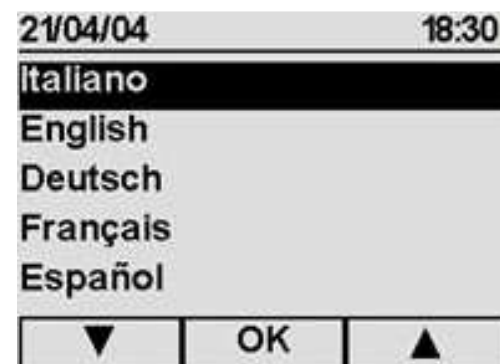 21/04/04 18:30
Italiano
English
Deutsch
Français
Español
▼ OK ▲